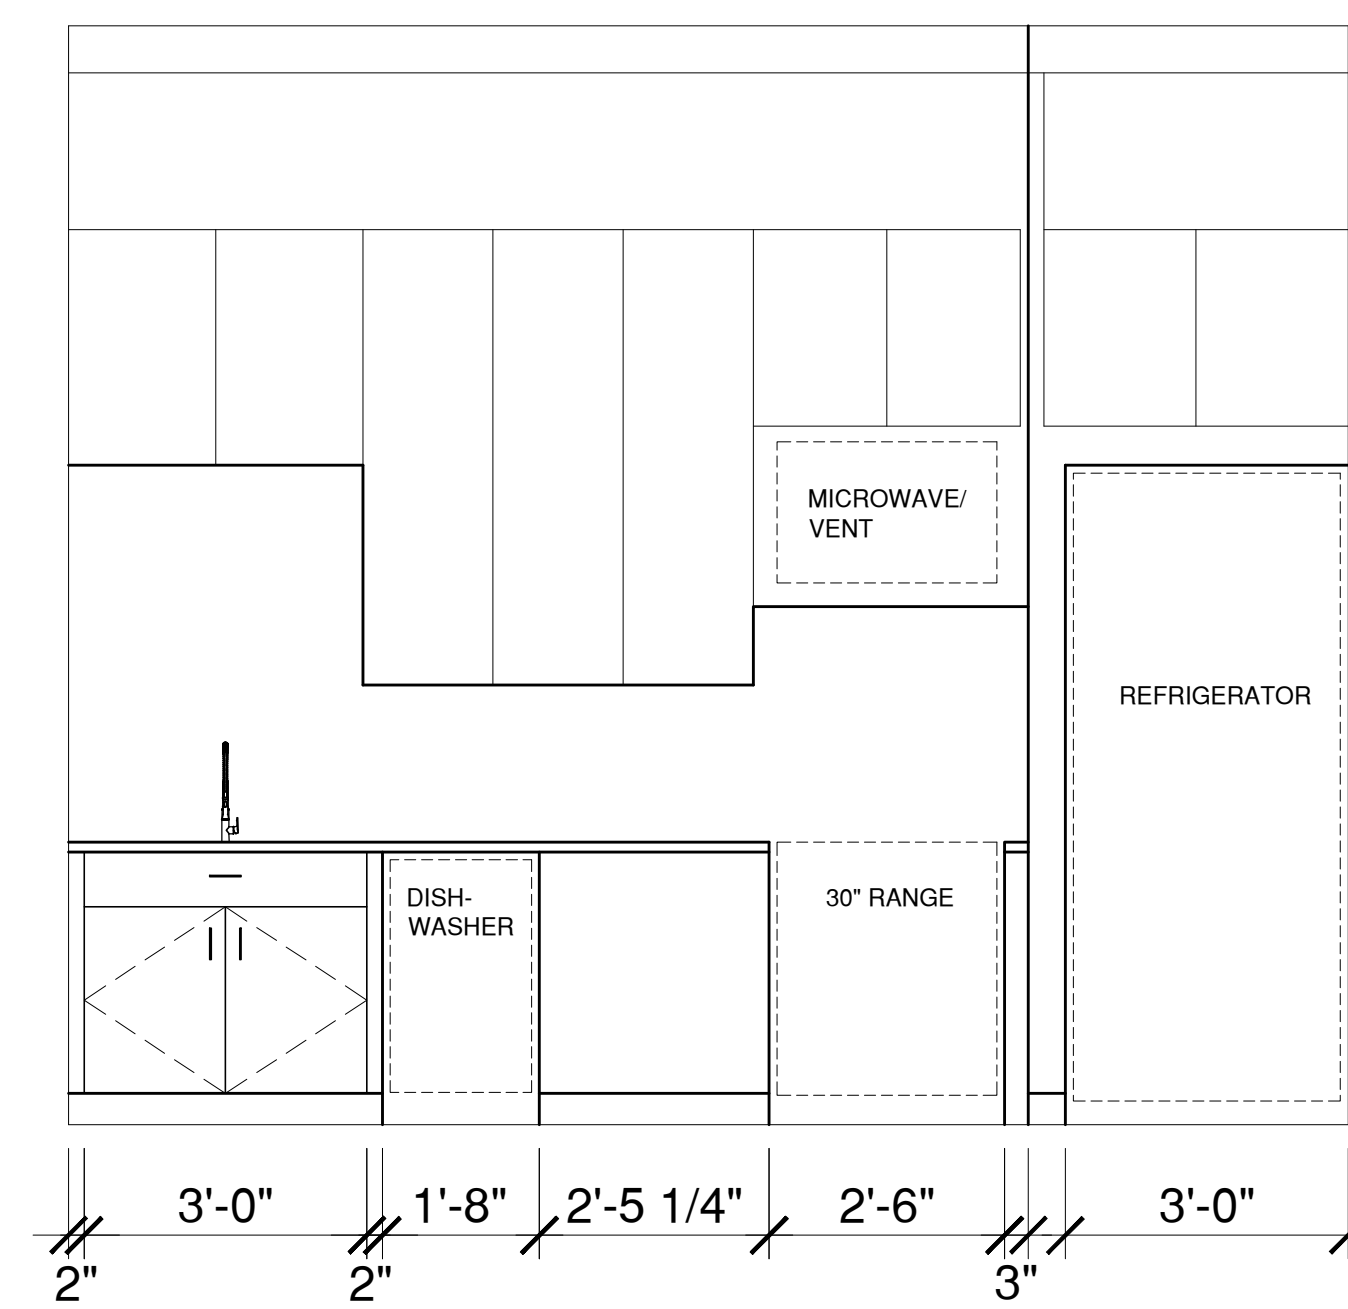 MICROWAVE/
VENT
REFRIGERATOR
DISH-
WASHER
30" RANGE
3'-0" 1'-8" 2'-5 1/4" 2'-6" 3'-0"
2" 2" 3"